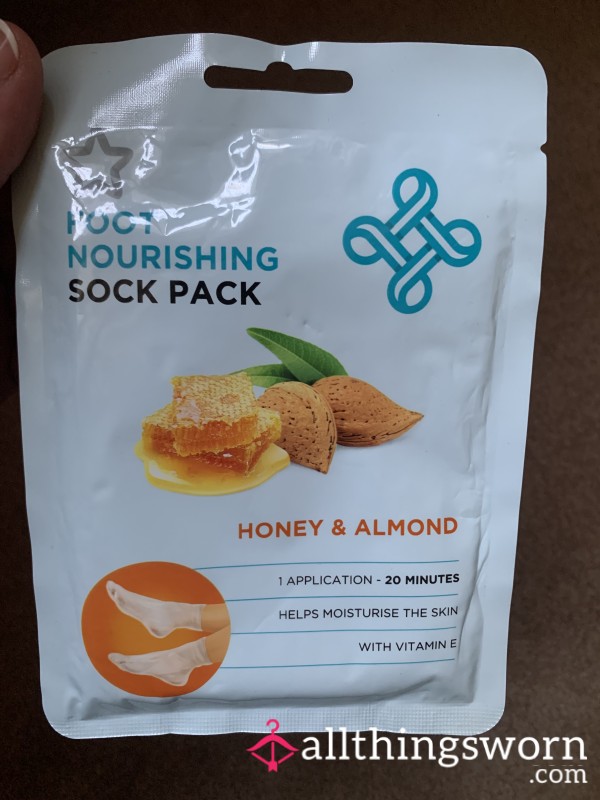 FOOT
NOURISHING
SOCK PACK
HONEY & ALMOND
1 APPLICATION - 20 MINUTES
HELPS MOISTURISE THE SKIN
WITH VITAMIN E
allthingsworn
.com